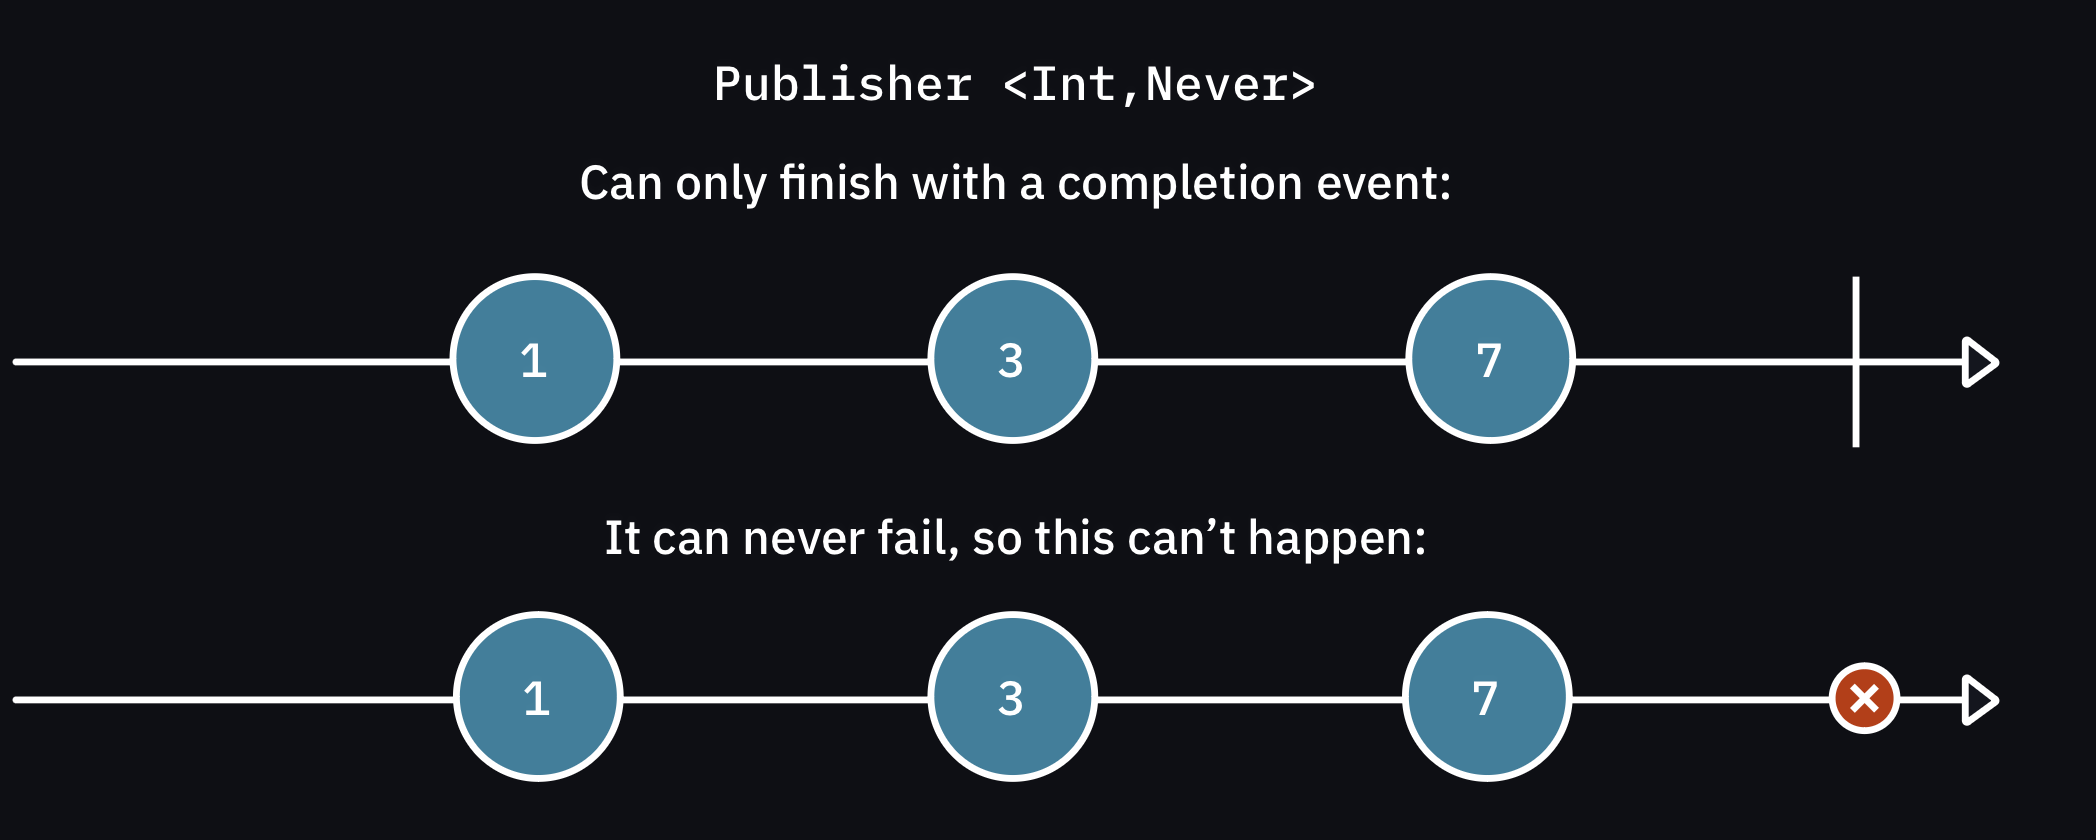 Publisher <Int,Never>
Can only finish with a completion event:
1 3 7
It can never fail, so this can’t happen:
1 3 7